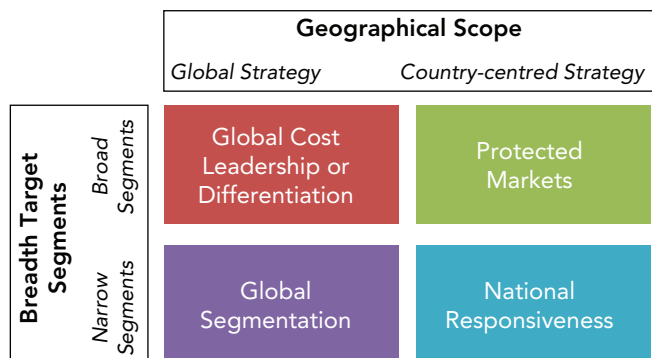 Geographical Scope
Global Strategy
Country-centred Strategy
Breadth Target
Segments
Broad
Segments
Global Cost
Leadership or
Differentiation
Protected
Markets
Narrow
Segments
Global
Segmentation
National
Responsiveness